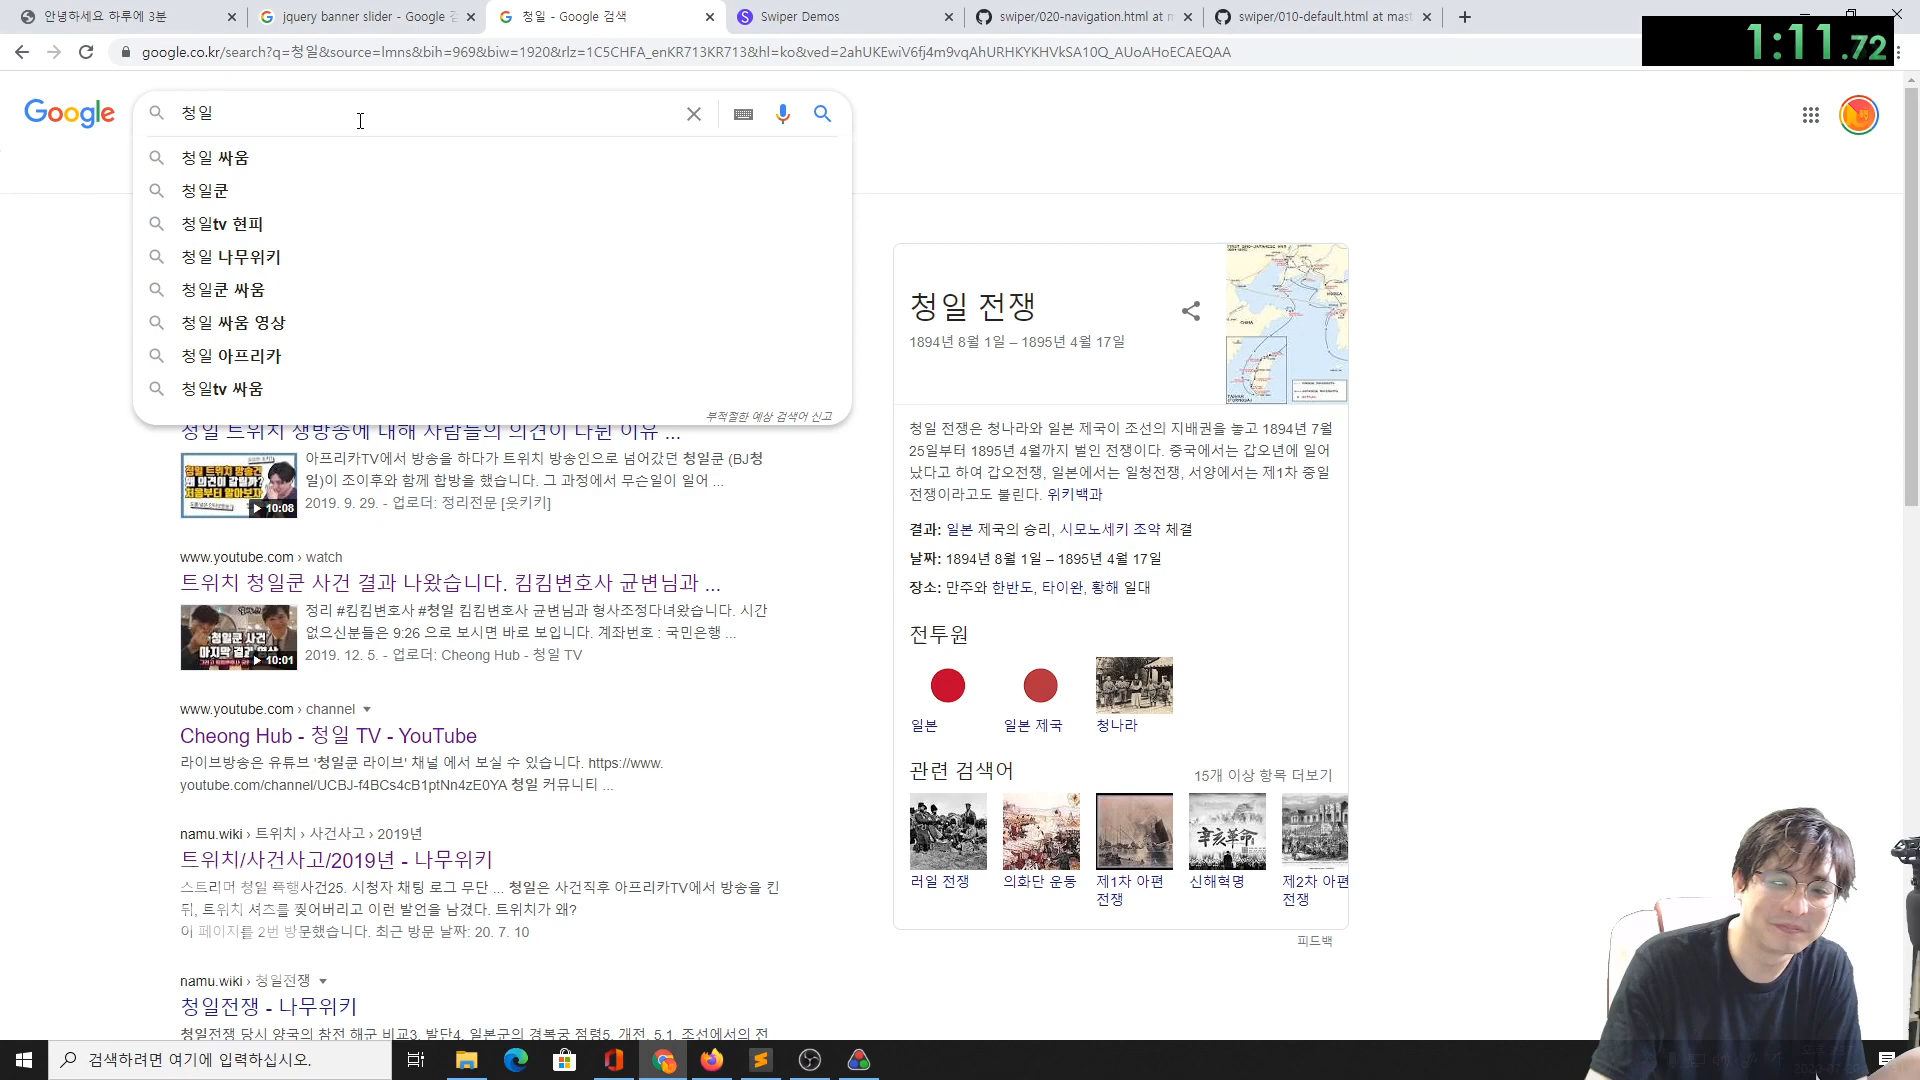 안녕하세요 하루에 3분
jquery banner slider - Google 검
청일 - Google 검색
Swiper Demos
swiper/020-navigation.html at m
swiper/010-default.html at mast
google.co.kr/search?q=청일&source=lmns&bih=969&biw=1920&rlz=1C5CHFA_enKR713KR713&hl=ko&ved=2ahUKEwiV6fj4m9vqAhURHKYKHVkSA10Q_AUoAHoECAEQAA
1:11.72
Google
청일
청일 싸움
청일쿤
청일tv 현피
청일 나무위키
청일쿤 싸움
청일 싸움 영상
청일 아프리카
청일tv 싸움
부적절한 예상 검색어 신고
청일 트위치 생방송에 대해 사람들의 의견이 나뉜 이유 ...
아프리카TV에서 방송을 하다가 트위치 방송인으로 넘어갔던 청일쿤 (BJ청
일)이 조이후와 함께 합방을 했습니다. 그 과정에서 무슨일이 일어 ...
2019. 9. 29. - 업로더: 정리전문 [읏키키]
10:08
www.youtube.com › watch
트위치 청일쿤 사건 결과 나왔습니다. 킴킴변호사 균변님과 ...
정리 #킴킴변호사 #청일 킴킴변호사 균변님과 형사조정다녀왔습니다. 시간
없으신분들은 9:26 으로 보시면 바로 보입니다. 계좌번호 : 국민은행 ...
2019. 12. 5. - 업로더: Cheong Hub - 청일 TV
청일쿤 사건
마지막 결과 영상
10:01
www.youtube.com › channel
Cheong Hub - 청일 TV - YouTube
라이브방송은 유튜브 '청일쿤 라이브' 채널 에서 보실 수 있습니다. https://www.
youtube.com/channel/UCBJ-f4BCs4cB1ptNn4zE0YA 청일 커뮤니티 ...
namu.wiki › 트위치 › 사건사고 › 2019년
트위치/사건사고/2019년 - 나무위키
스트리머 청일 폭행사건25. 시청자 채팅 로그 무단 ... 청일은 사건직후 아프리카TV에서 방송을 킨
뒤, 트위치 셔츠를 찢어버리고 이런 발언을 남겼다. 트위치가 왜?
이 페이지를 2번 방문했습니다. 최근 방문 날짜: 20. 7. 10
namu.wiki › 청일전쟁
청일전쟁 - 나무위키
청일전쟁 당시 양국의 참전 해군 비교3. 발단4. 일본군의 경복궁 점령5. 개전. 5.1. 조선에서의 전
청일 전쟁
1894년 8월 1일 – 1895년 4월 17일
청일 전쟁은 청나라와 일본 제국이 조선의 지배권을 놓고 1894년 7월
25일부터 1895년 4월까지 벌인 전쟁이다. 중국에서는 갑오년에 일어
났다고 하여 갑오전쟁, 일본에서는 일청전쟁, 서양에서는 제1차 중일
전쟁이라고도 불린다. 위키백과
결과: 일본 제국의 승리, 시모노세키 조약 체결
날짜: 1894년 8월 1일 – 1895년 4월 17일
장소: 만주와 한반도, 타이완, 황해 일대
전투원
일본
일본 제국
청나라
관련 검색어
15개 이상 항목 더보기
辛亥革命
러일 전쟁
의화단 운동
제1차 아편
전쟁
신해혁명
제2차 아편
전쟁
피드백
검색하려면 여기에 입력하십시오.